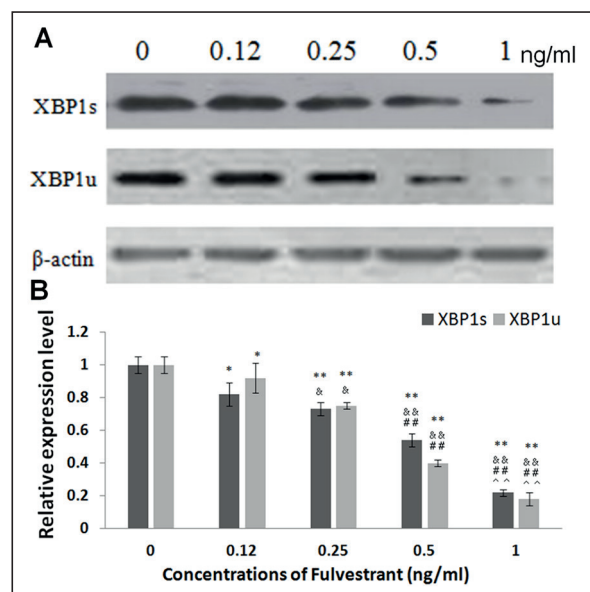 A
0 0.12 0.25 0.5 1 ng/ml
XBP1s
XBP1u
β-actin
B
XBP1s XBP1u
Relative expression level
1.2
1
0.8
0.6
0.4
0.2
0
* *
** **
& &
** **
&& &&
## ##
** **
&& &&
## ##
^^ ^^
0 0.12 0.25 0.5 1
Concentrations of Fulvestrant (ng/ml)